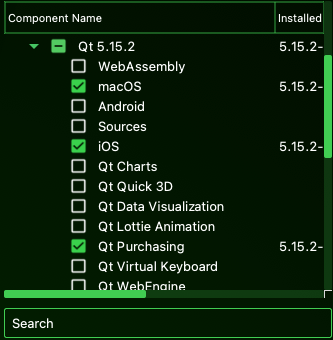 Component Name Installed
Qt 5.15.2 5.15.2-
WebAssembly
macOS 5.15.2-
Android
Sources
iOS 5.15.2-
Qt Charts
Qt Quick 3D
Qt Data Visualization
Qt Lottie Animation
Qt Purchasing 5.15.2-
Qt Virtual Keyboard
Qt WebEngine
Search